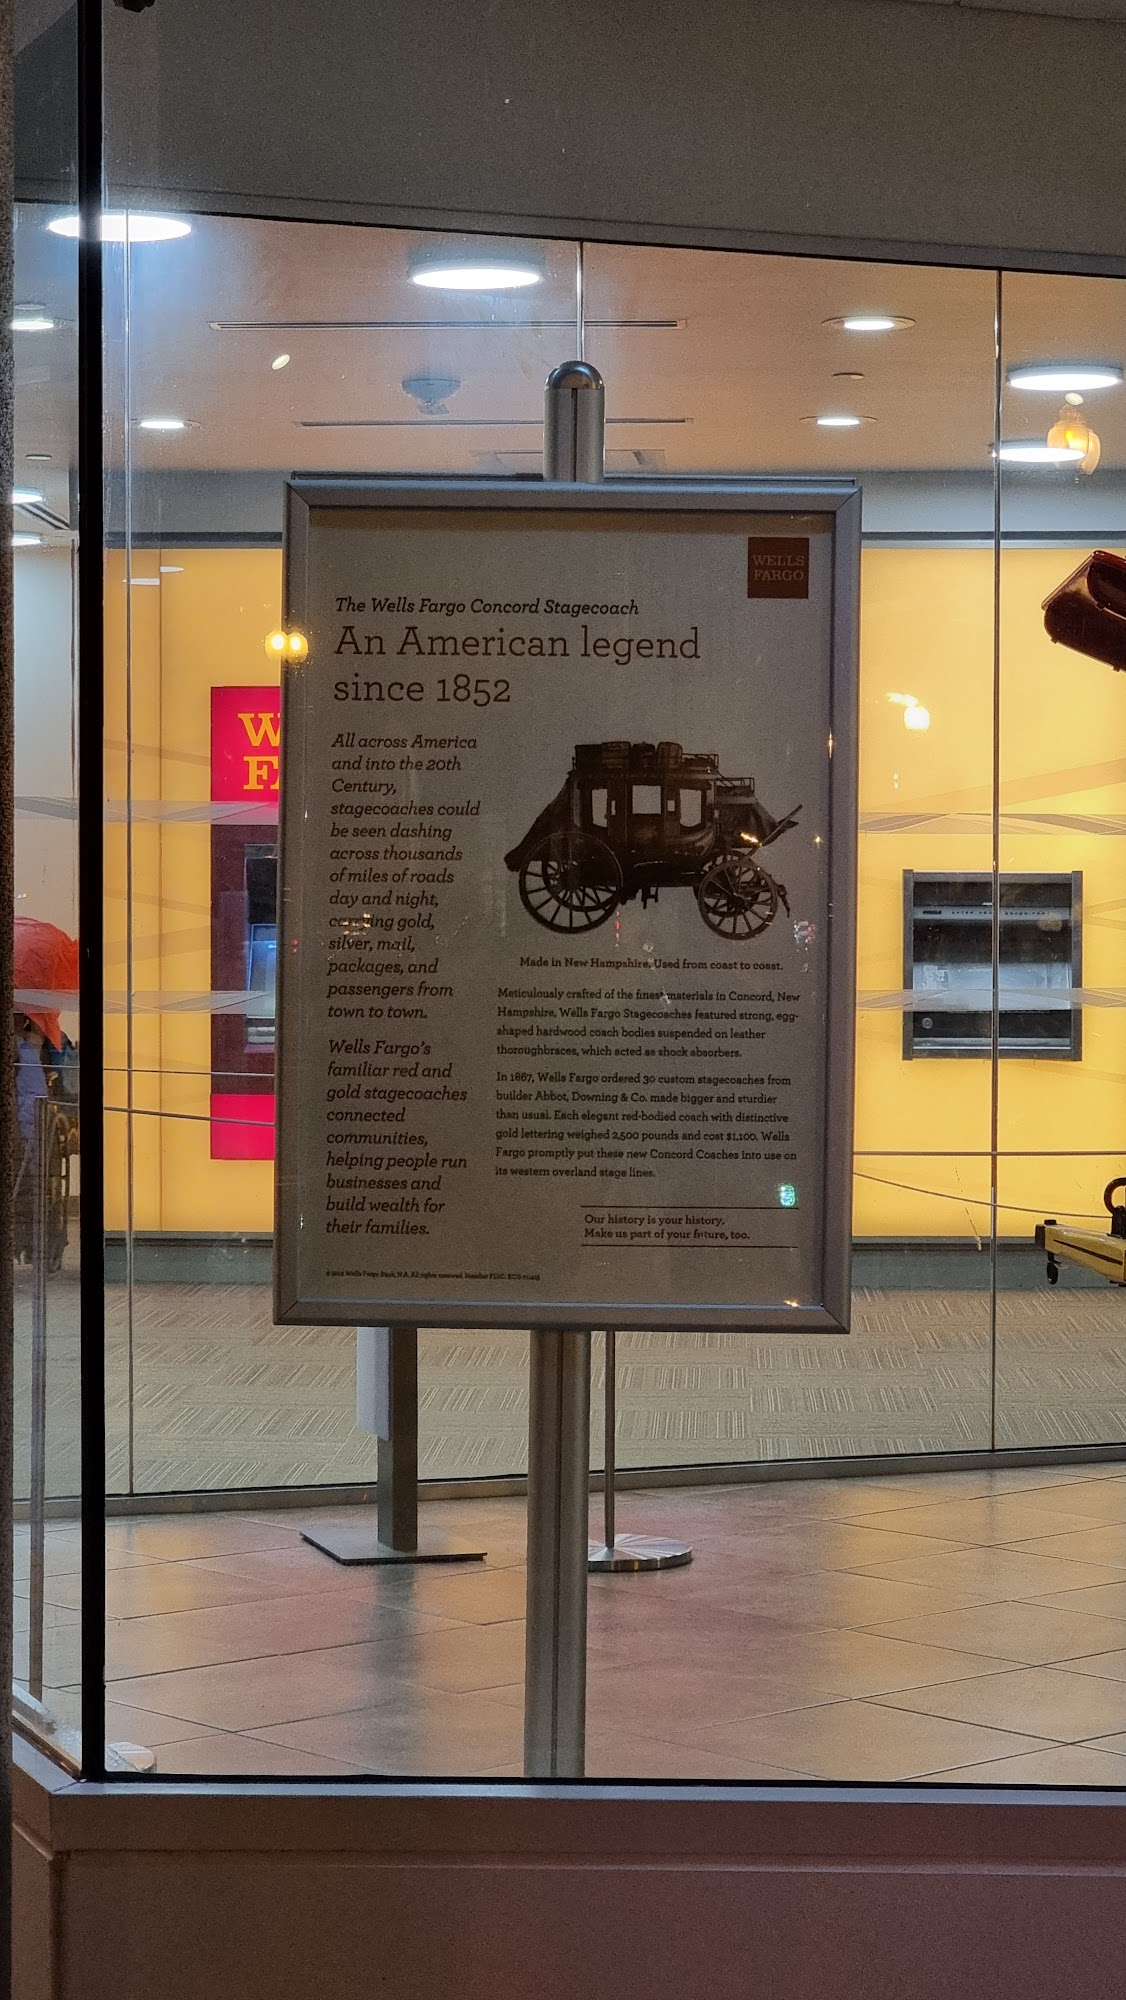 WELLS
FARGO
The Wells Fargo Concord Stagecoach
An American legend
since 1852
All across America
and into the 20th
Century,
stagecoaches could
be seen dashing
across thousands
of miles of roads
day and night,
carrying gold,
silver, mail,
packages, and
passengers from
town to town.
Wells Fargo's
familiar red and
gold stagecoaches
connected
communities,
helping people run
businesses and
build wealth for
their families.
Made in New Hampshire. Used from coast to coast.
Meticulously crafted of the finest materials in Concord, New
Hampshire, Wells Fargo Stagecoaches featured strong, egg-
shaped hardwood coach bodies suspended on leather
thoroughbraces, which acted as shock absorbers.
In 1867, Wells Fargo ordered 30 custom stagecoaches from
builder Abbot, Downing & Co. made bigger and sturdier
than usual. Each elegant red-bodied coach with distinctive
gold lettering weighed 2,500 pounds and cost $1,100. Wells
Fargo promptly put these new Concord Coaches into use on
its western overland stage lines.
Our history is your history.
Make us part of your future, too.
Wells Fargo Bank, N.A. All rights reserved. Member FDIC.
W
F